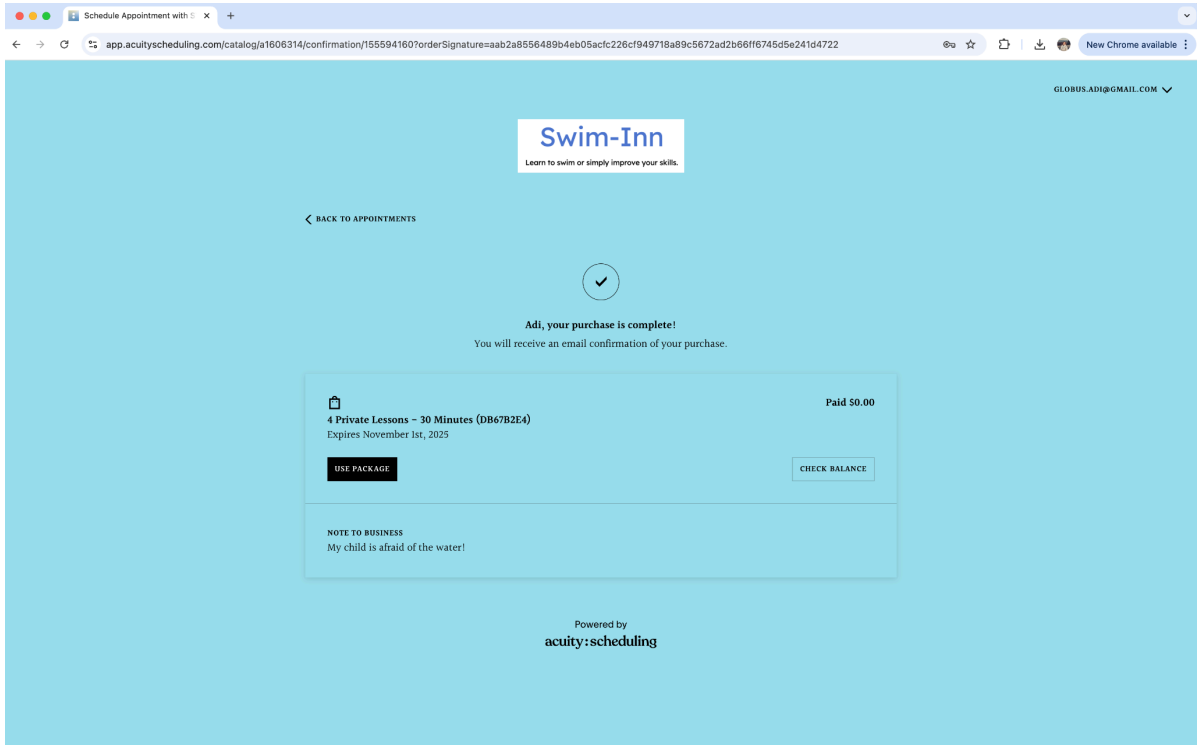 Schedule Appointment with S
app.acuityscheduling.com/catalog/a1606314/confirmation/155594160?orderSignature=aab2a8556489b4eb05acfc226cf949718a89c5672ad2b66ff6745d5e241d4722
New Chrome available
GLOBUS.ADI@GMAIL.COM
Swim-Inn
Learn to swim or simply improve your skills.
BACK TO APPOINTMENTS
Adi, your purchase is complete!
You will receive an email confirmation of your purchase.
Paid $0.00
4 Private Lessons – 30 Minutes (DB67B2E4)
Expires November 1st, 2025
USE PACKAGE
CHECK BALANCE
NOTE TO BUSINESS
My child is afraid of the water!
Powered by
acuity:scheduling